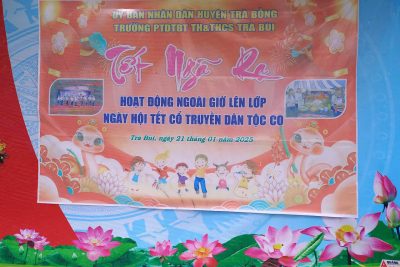 ỦY BAN NHÂN DÂN HUYỆN TRÀ BỒNG
TRƯỜNG PTDTBT TH&THCS TRÀ BÙI
Tết Ngã Rạ
HOẠT ĐỘNG NGOÀI GIỜ LÊN LỚP
NGÀY HỘI TẾT CỔ TRUYỀN DÂN TỘC CO
Trà Bùi, ngày 21 tháng 01 năm 2025